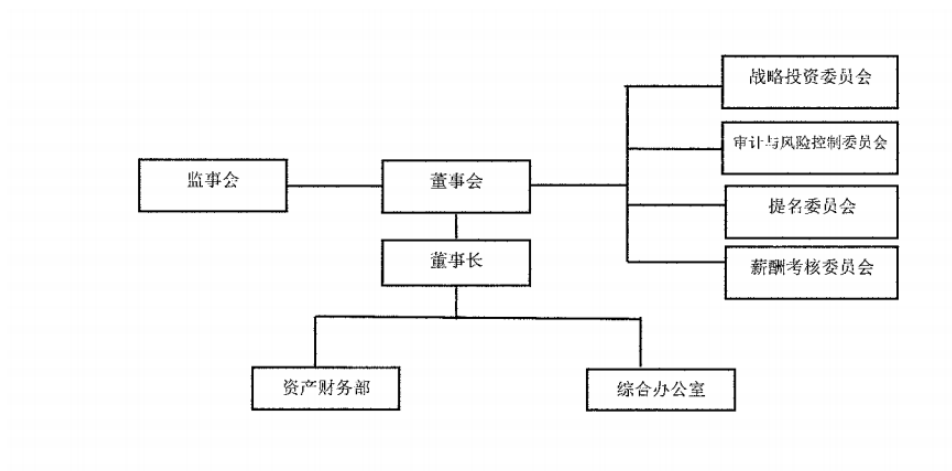 战略投资委员会
审计与风险控制委员会
监事会
董事会
提名委员会
董事长
薪酬考核委员会
资产财务部
综合办公室